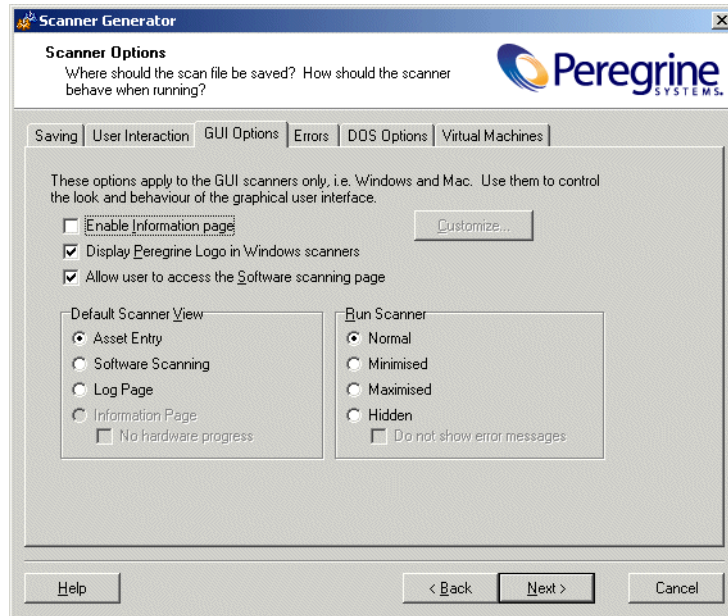 Scanner Generator
Scanner Options
Where should the scan file be saved? How should the scanner
behave when running?
Peregrine
SYSTEMS.
Saving
User Interaction
GUI Options
Errors
DOS Options
Virtual Machines
These options apply to the GUI scanners only, i.e. Windows and Mac. Use them to control
the look and behaviour of the graphical user interface.
Enable Information page
Customize...
Display Peregrine Logo in Windows scanners
Allow user to access the Software scanning page
Default Scanner View
Asset Entry
Software Scanning
Log Page
Information Page
No hardware progress
Run Scanner
Normal
Minimised
Maximised
Hidden
Do not show error messages
Help
< Back
Next >
Cancel